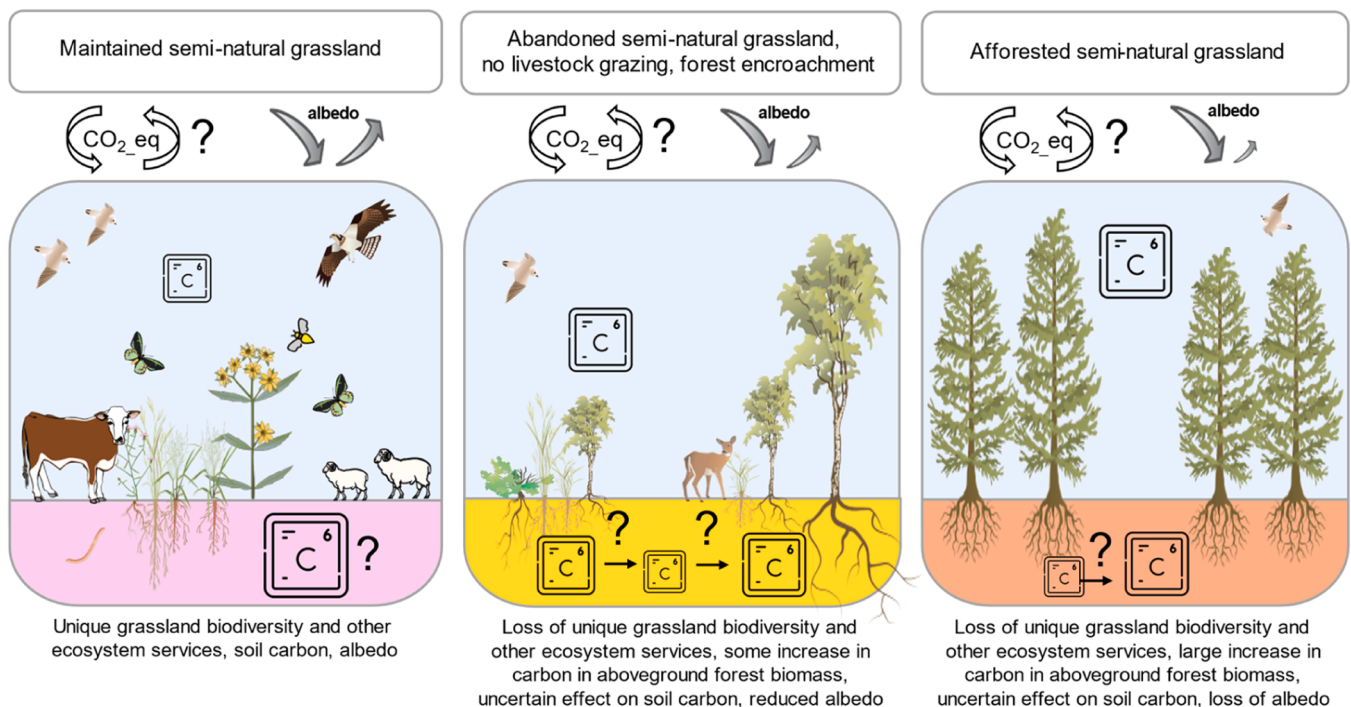 Maintained semi-natural grassland
Abandoned semi-natural grassland,
no livestock grazing, forest encroachment
Afforested semi-natural grassland
CO2_eq ?
albedo
CO2_eq ?
albedo
CO2_eq ?
albedo
6
C
6
C
6
C
6
C
?
?
?
6
C
6
C
6
C
?
6
C
6
C
Unique grassland biodiversity and other
ecosystem services, soil carbon, albedo
Loss of unique grassland biodiversity and
other ecosystem services, some increase in
carbon in aboveground forest biomass,
uncertain effect on soil carbon, reduced albedo
Loss of unique grassland biodiversity and
other ecosystem services, large increase in
carbon in aboveground forest biomass,
uncertain effect on soil carbon, loss of albedo